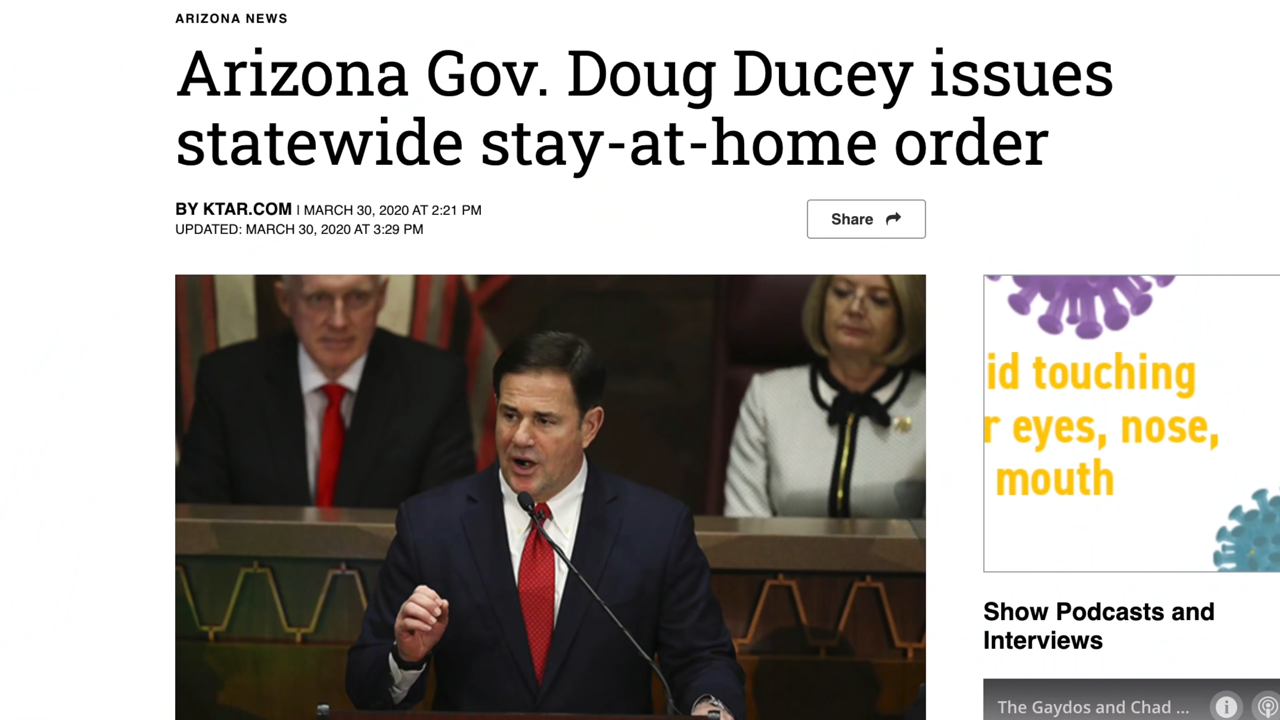 ARIZONA NEWS
Arizona Gov. Doug Ducey issues
statewide stay-at-home order
BY KTAR.COM | MARCH 30, 2020 AT 2:21 PM
UPDATED: MARCH 30, 2020 AT 3:29 PM
Share
id touching
r eyes, nose,
mouth
Show Podcasts and
Interviews
The Gaydos and Chad ...